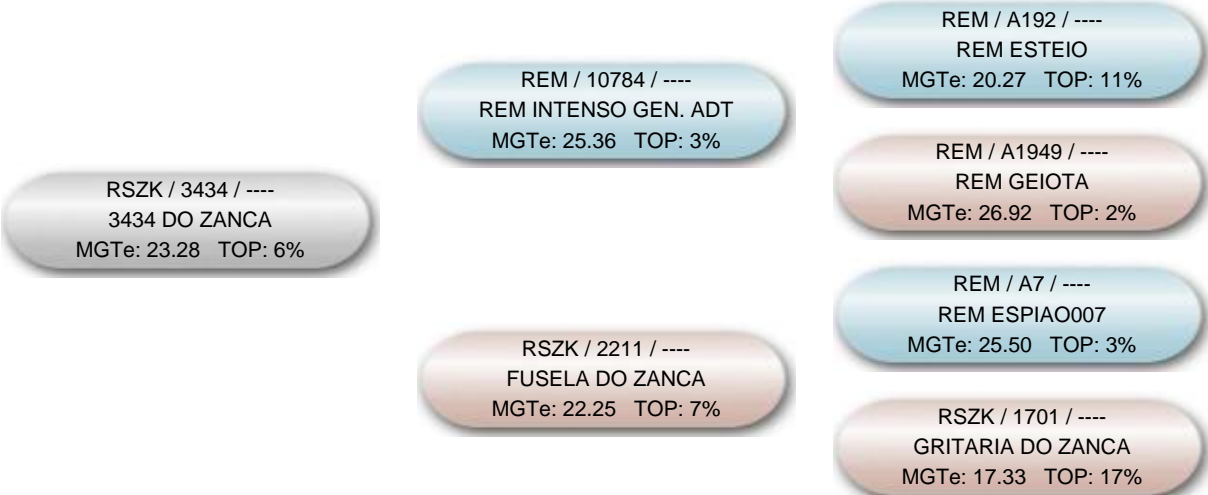 REM / A192 / ----
REM ESTEIO
MGTe: 20.27 TOP: 11%
REM / 10784 / ----
REM INTENSO GEN. ADT
MGTe: 25.36 TOP: 3%
REM / A1949 / ----
REM GEIOTA
MGTe: 26.92 TOP: 2%
RSZK / 3434 / ----
3434 DO ZANCA
MGTe: 23.28 TOP: 6%
REM / A7 / ----
REM ESPIAO007
MGTe: 25.50 TOP: 3%
RSZK / 2211 / ----
FUSELA DO ZANCA
MGTe: 22.25 TOP: 7%
RSZK / 1701 / ----
GRITARIA DO ZANCA
MGTe: 17.33 TOP: 17%